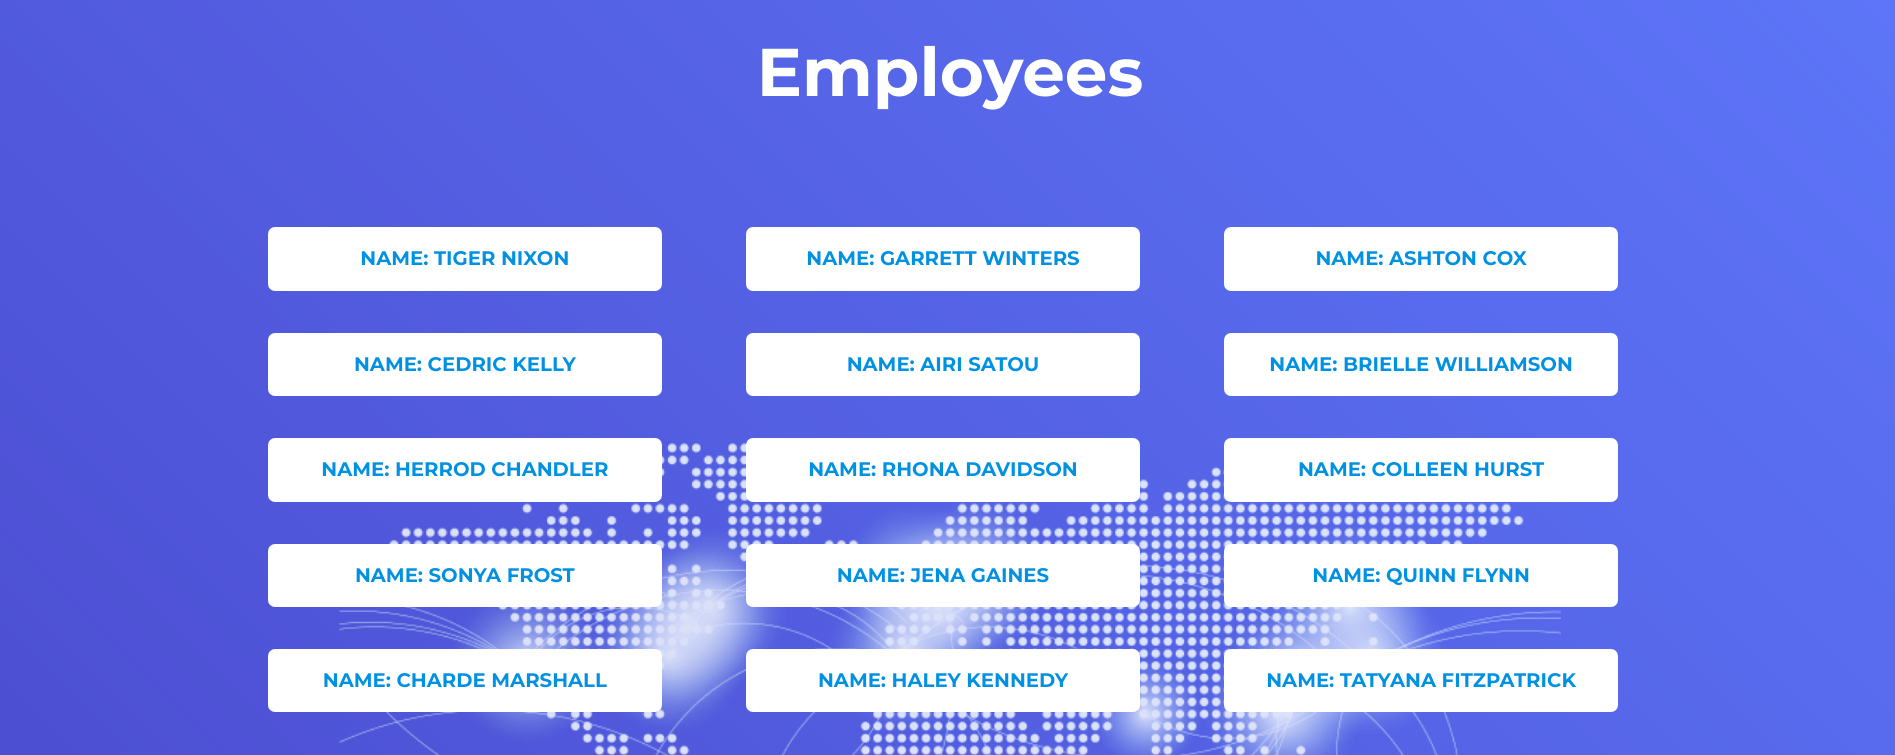 Employees
NAME: TIGER NIXON
NAME: GARRETT WINTERS
NAME: ASHTON COX
NAME: CEDRIC KELLY
NAME: AIRI SATOU
NAME: BRIELLE WILLIAMSON
NAME: HERROD CHANDLER
NAME: RHONA DAVIDSON
NAME: COLLEEN HURST
NAME: SONYA FROST
NAME: JENA GAINES
NAME: QUINN FLYNN
NAME: CHARDE MARSHALL
NAME: HALEY KENNEDY
NAME: TATYANA FITZPATRICK